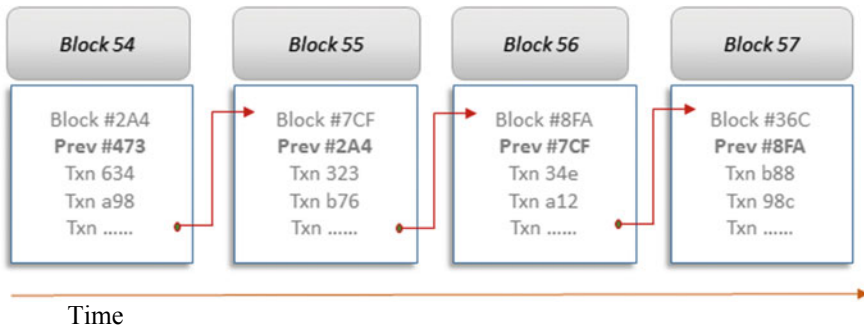 Block 54
Block #2A4
Prev #473
Txn 634
Txn a98
Txn ......
Block 55
Block #7CF
Prev #2A4
Txn 323
Txn b76
Txn ......
Block 56
Block #8FA
Prev #7CF
Txn 34e
Txn a12
Txn ......
Block 57
Block #36C
Prev #8FA
Txn b88
Txn 98c
Txn ......
Time